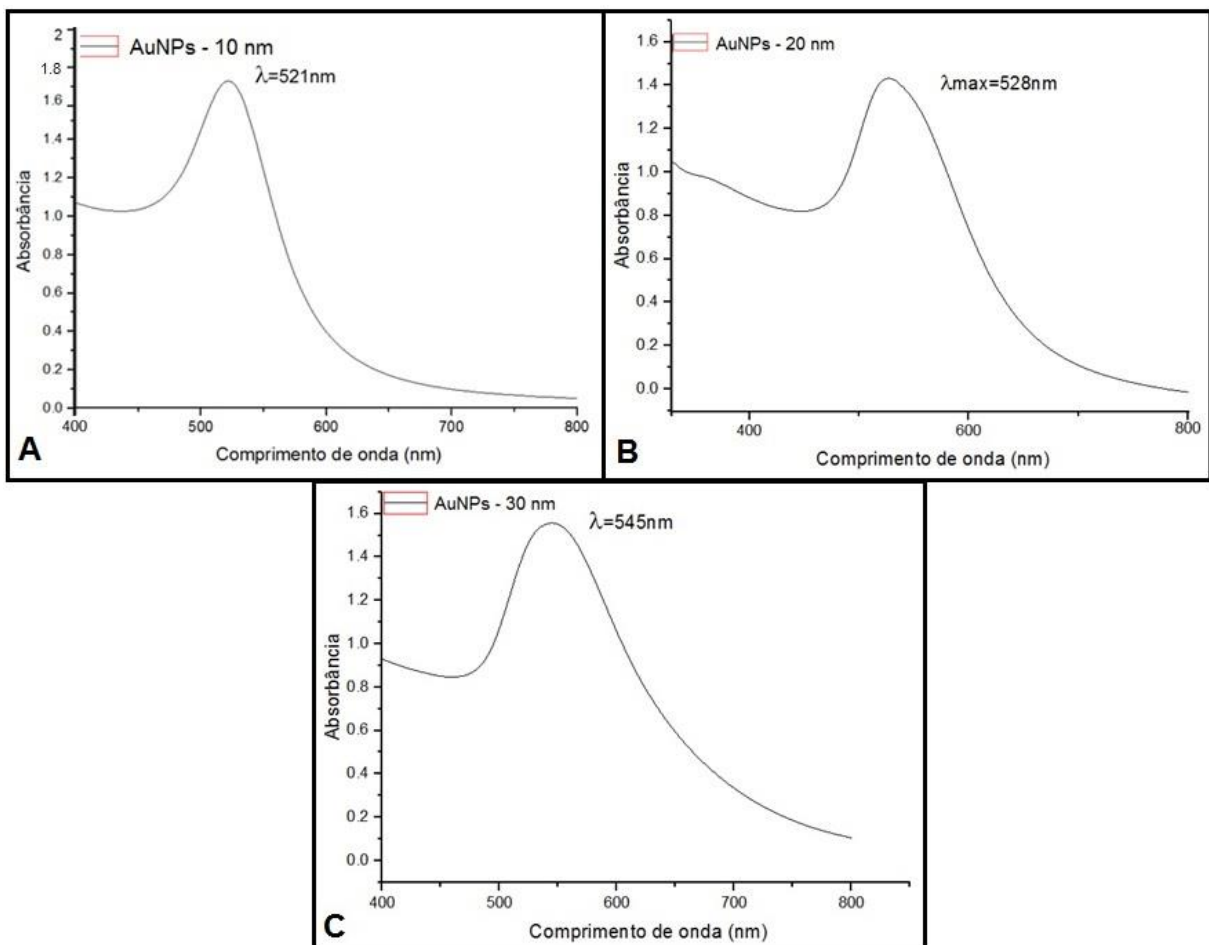 AuNPs - 10 nm
λ=521nm
Absorbância
2
1.8
1.6
1.4
1.2
1.0
0.8
0.6
0.4
0.2
0.0
400 500 600 700 800
Comprimento de onda (nm)
A
AuNPs - 20 nm
λmax=528nm
Absorbância
1.6
1.4
1.2
1.0
0.8
0.6
0.4
0.2
0.0
400 600 800
Comprimento de onda (nm)
B
AuNPs - 30 nm
λ=545nm
Absorbância
1.6
1.4
1.2
1.0
0.8
0.6
0.4
0.2
0.0
400 500 600 700 800
Comprimento de onda (nm)
C